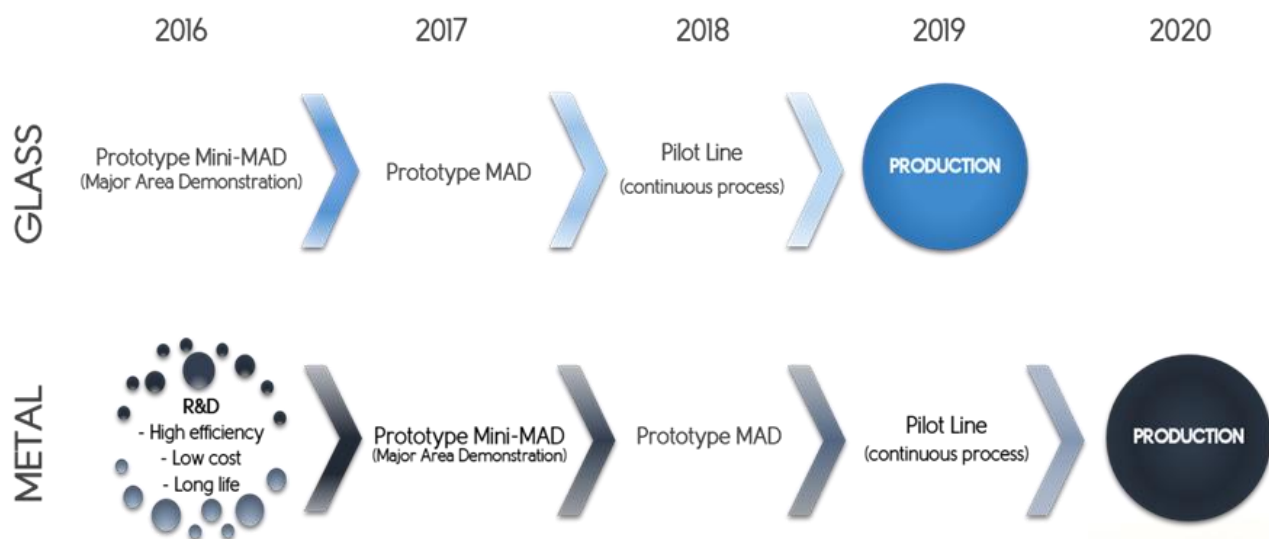 2016 2017 2018 2019 2020
GLASS
Prototype Mini-MAD
(Major Area Demonstration)
Prototype MAD
Pilot Line
(continuous process)
PRODUCTION
METAL
R&D
- High efficiency
- Low cost
- Long life
Prototype Mini-MAD
(Major Area Demonstration)
Prototype MAD
Pilot Line
(continuous process)
PRODUCTION